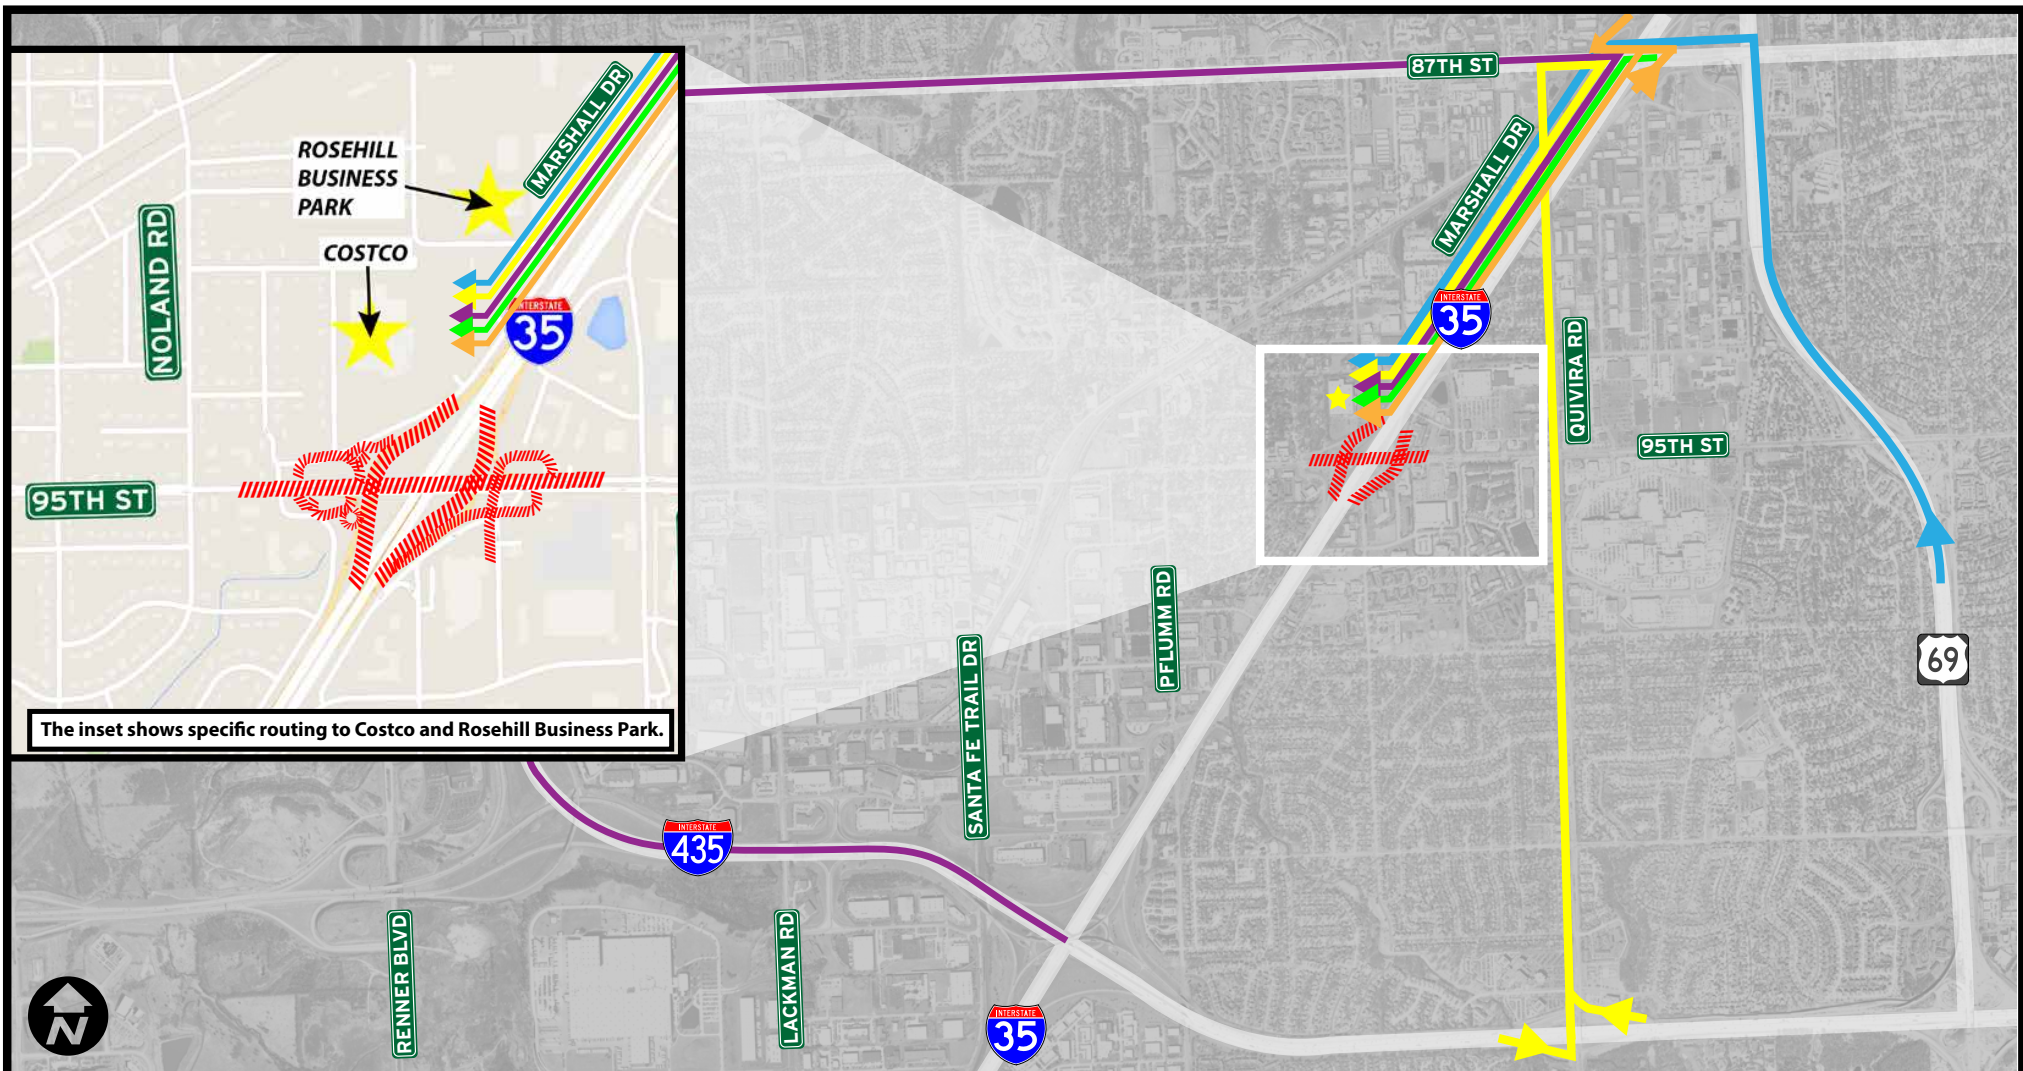 87TH ST
MARSHALL DR
MARSHALL DR
ROSEHILL
BUSINESS
PARK
COSTCO
NOLAND RD
INTERSTATE
35
INTERSTATE
35
QUIVIRA RD
95TH ST
95TH ST
PFLUMM RD
SANTA FE TRAIL DR
69
The inset shows specific routing to Costco and Rosehill Business Park.
INTERSTATE
435
RENNER BLVD
LACKMAN RD
INTERSTATE
35
N